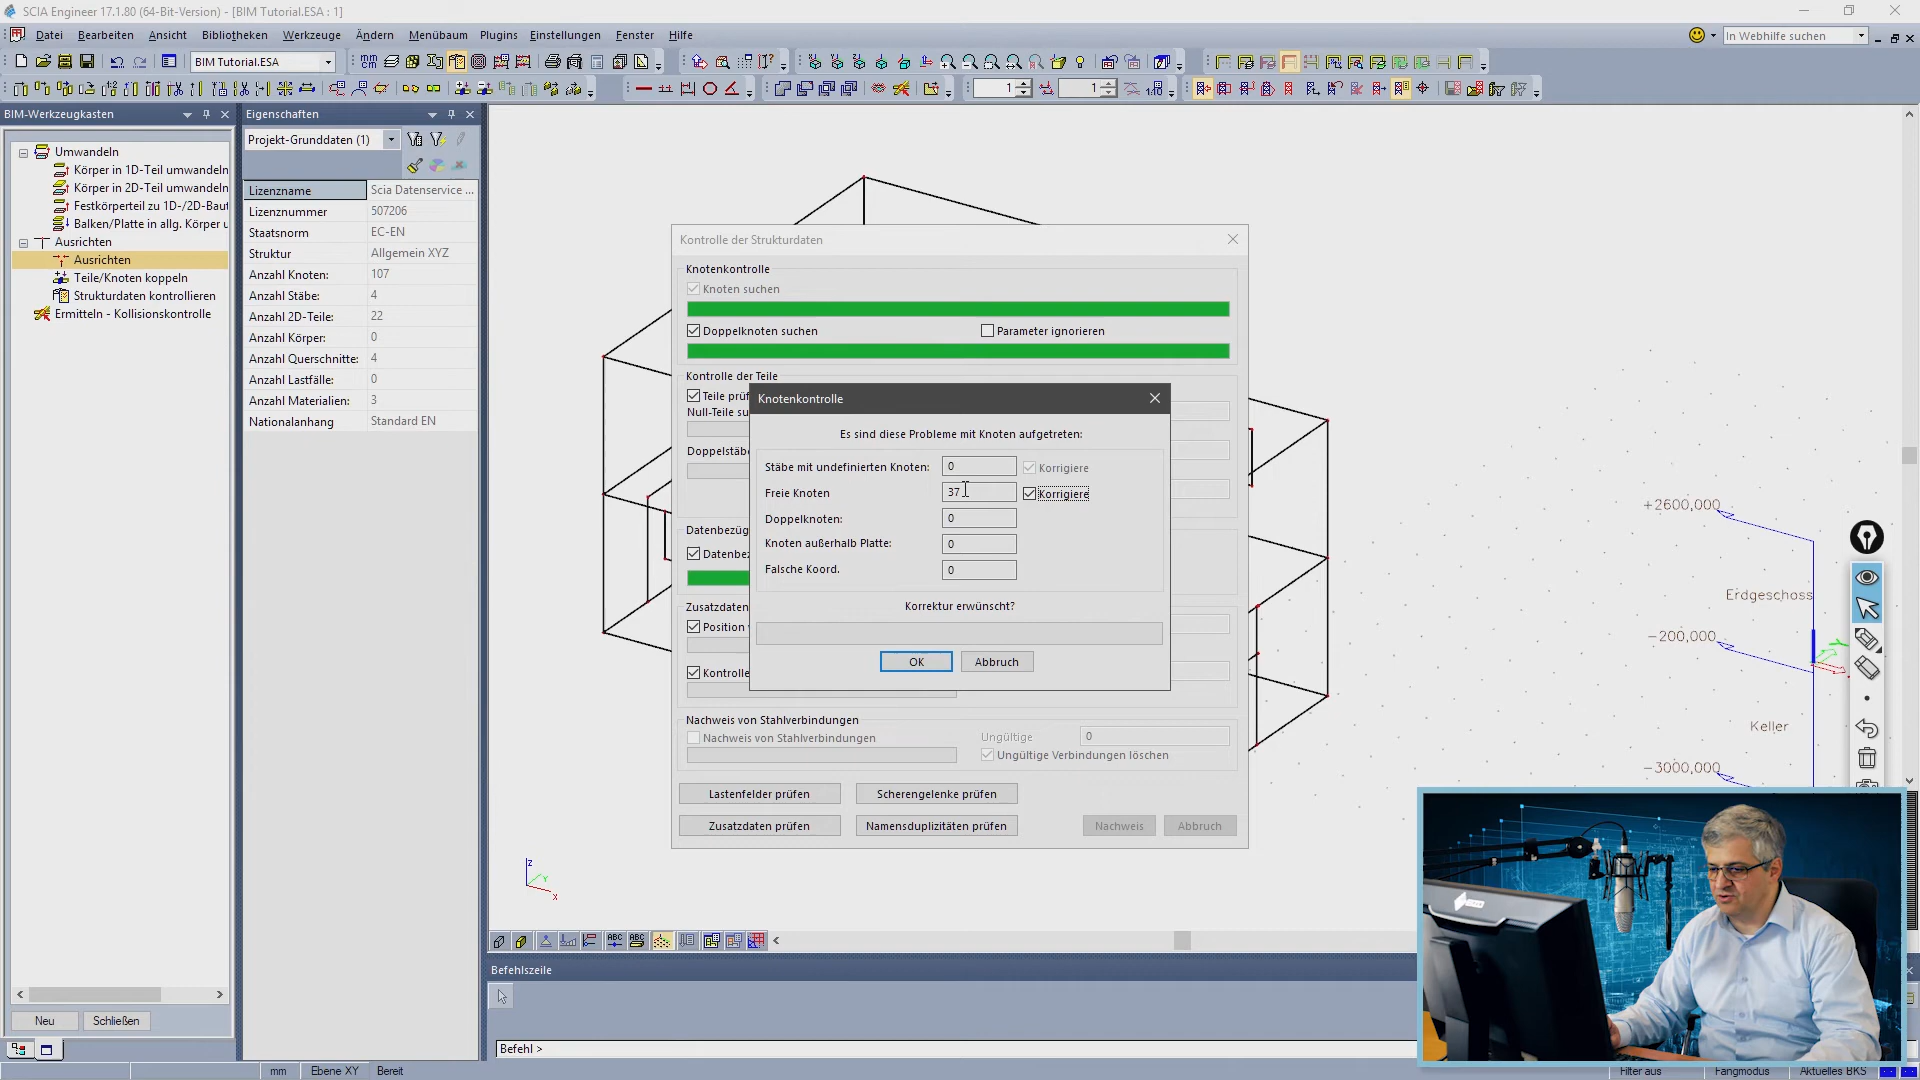 SCIA Engineer 17.1.80 (64-Bit-Version) - [BIM Tutorial.ESA : 1]
Datei Bearbeiten Ansicht Bibliotheken Werkzeuge Ändern Menübaum Plugins Einstellungen Fenster Hilfe
In Webhilfe suchen
BIM Tutorial.ESA
1 1
BIM-Werkzeugkasten
Umwandeln
Körper in 1D-Teil umwandeln
Körper in 2D-Teil umwandeln
Festkörperteil zu 1D-/2D-Baut
Balken/Platte in allg. Körper u
Ausrichten
Ausrichten
Teile/Knoten koppeln
Strukturdaten kontrollieren
Ermitteln - Kollisionskontrolle
Neu Schließen
Eigenschaften
Projekt-Grunddaten (1)
Lizenzname Scia Datenservice ...
Lizenznummer 507206
Staatsnorm EC-EN
Struktur Allgemein XYZ
Anzahl Knoten: 107
Anzahl Stäbe: 4
Anzahl 2D-Teile: 22
Anzahl Körper: 0
Anzahl Querschnitte: 4
Anzahl Lastfälle: 0
Anzahl Materialien: 3
Nationalanhang Standard EN
Kontrolle der Strukturdaten
Knotenkontrolle
Knoten suchen
Doppelknoten suchen Parameter ignorieren
Kontrolle der Teile
Teile prüf
Null-Teile su
Doppelstäbe
Datenbezüg
Datenbez
Zusatzdaten
Position v
Kontrolle
Nachweis von Stahlverbindungen
Nachweis von Stahlverbindungen
Ungültige 0
Ungültige Verbindungen löschen
Lastenfelder prüfen Scherengelenke prüfen
Zusatzdaten prüfen Namensduplizitäten prüfen Nachweis Abbruch
Knotenkontrolle
Es sind diese Probleme mit Knoten aufgetreten:
Stäbe mit undefinierten Knoten: 0 Korrigiere
Freie Knoten 37 Korrigiere
Doppelknoten: 0
Knoten außerhalb Platte: 0
Falsche Koord. 0
Korrektur erwünscht?
OK Abbruch
+2600,000
Erdgeschoss
-200,000
Keller
-3000,000
z
Y
X
ABC ABC
Befehlszeile
Befehl >
mm Ebene XY Bereit Filter aus Fangmodus Aktuelles BKS